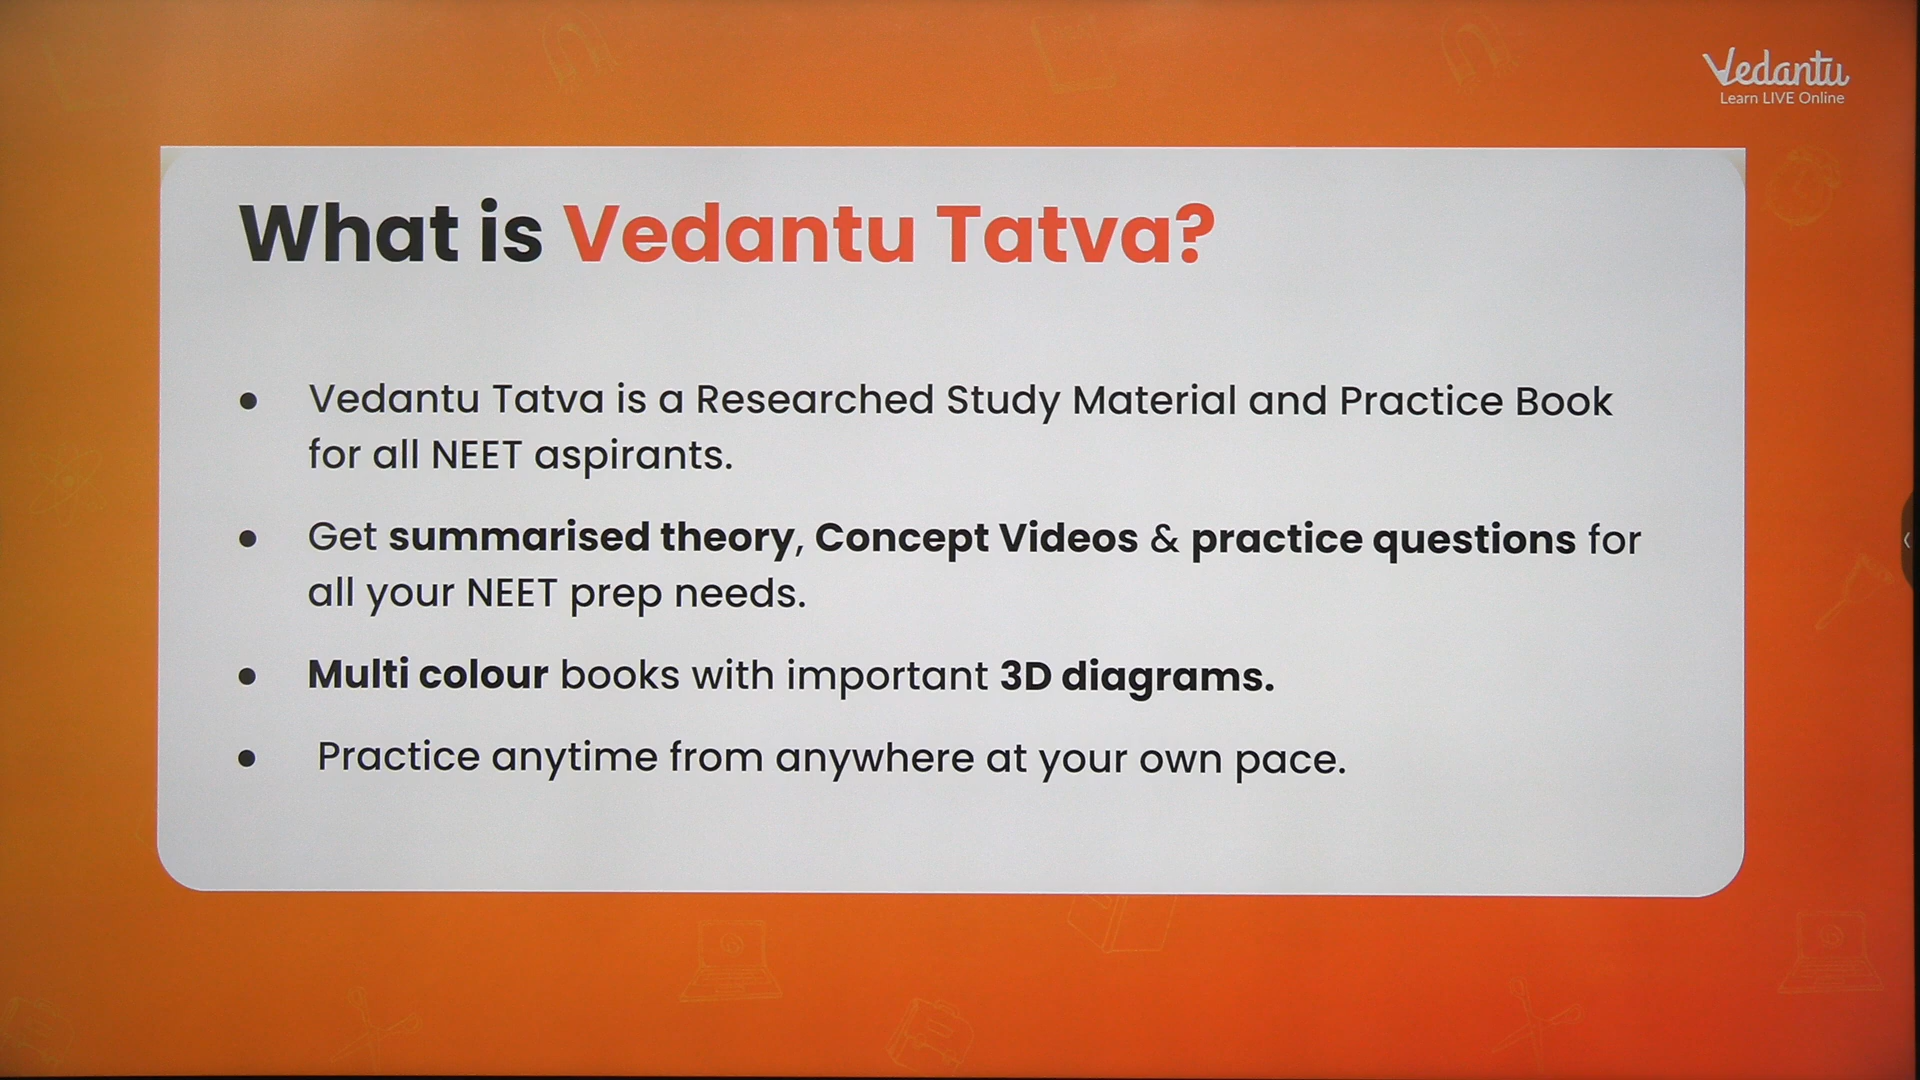 Vedantu
Learn LIVE Online
What is Vedantu Tatva?
● Vedantu Tatva is a Researched Study Material and Practice Book
for all NEET aspirants.
● Get summarised theory, Concept Videos & practice questions for
all your NEET prep needs.
● Multi colour books with important 3D diagrams.
● Practice anytime from anywhere at your own pace.